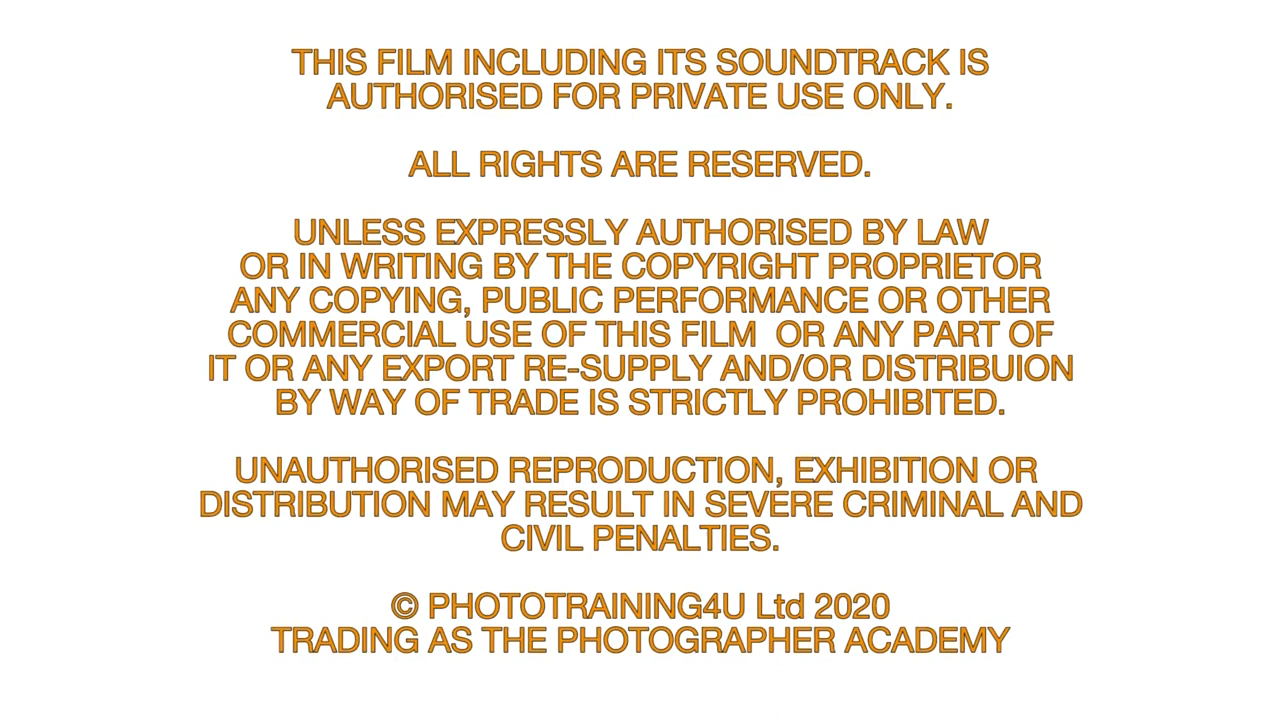 THIS FILM INCLUDING ITS SOUNDTRACK IS
AUTHORISED FOR PRIVATE USE ONLY.
ALL RIGHTS ARE RESERVED.
UNLESS EXPRESSLY AUTHORISED BY LAW
OR IN WRITING BY THE COPYRIGHT PROPRIETOR
ANY COPYING, PUBLIC PERFORMANCE OR OTHER
COMMERCIAL USE OF THIS FILM  OR ANY PART OF
IT OR ANY EXPORT RE-SUPPLY AND/OR DISTRIBUION
BY WAY OF TRADE IS STRICTLY PROHIBITED.
UNAUTHORISED REPRODUCTION, EXHIBITION OR
DISTRIBUTION MAY RESULT IN SEVERE CRIMINAL AND
CIVIL PENALTIES.
© PHOTOTRAINING4U Ltd 2020
TRADING AS THE PHOTOGRAPHER ACADEMY